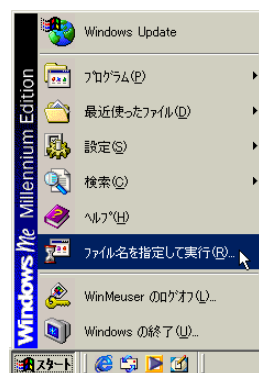 Windows Update
ﾌﾟﾛｸﾞﾗﾑ(P)
最近使ったﾌｧｲﾙ(D)
設定(S)
検索(C)
ﾍﾙﾌﾟ(H)
ファイル名を指定して実行(R)...
WinMeuser のﾛｸﾞｵﾌ(L)...
Windows の終了(U)...
Windows Me Millennium Edition
スタート